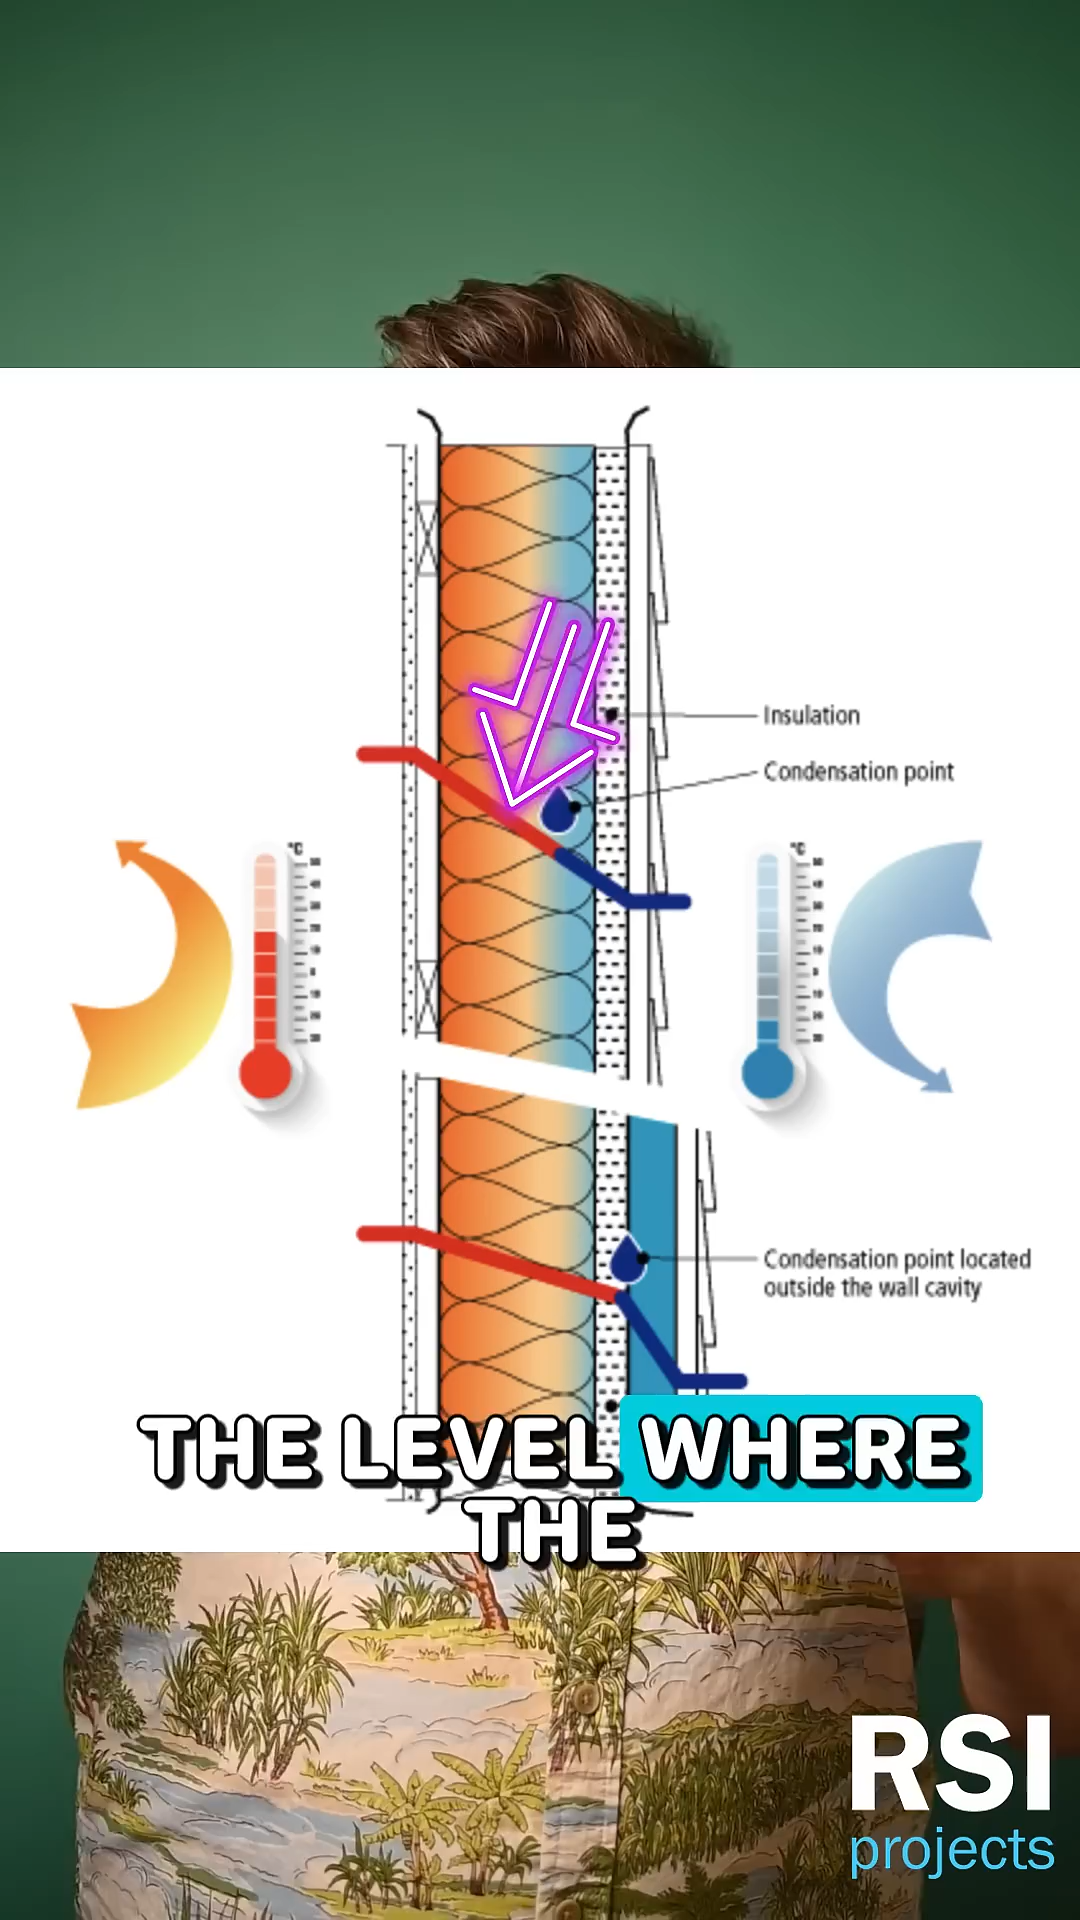 Insulation
Condensation point
°C
°C
Condensation point located
outside the wall cavity
THE LEVEL WHERE
THE
RSI
projects